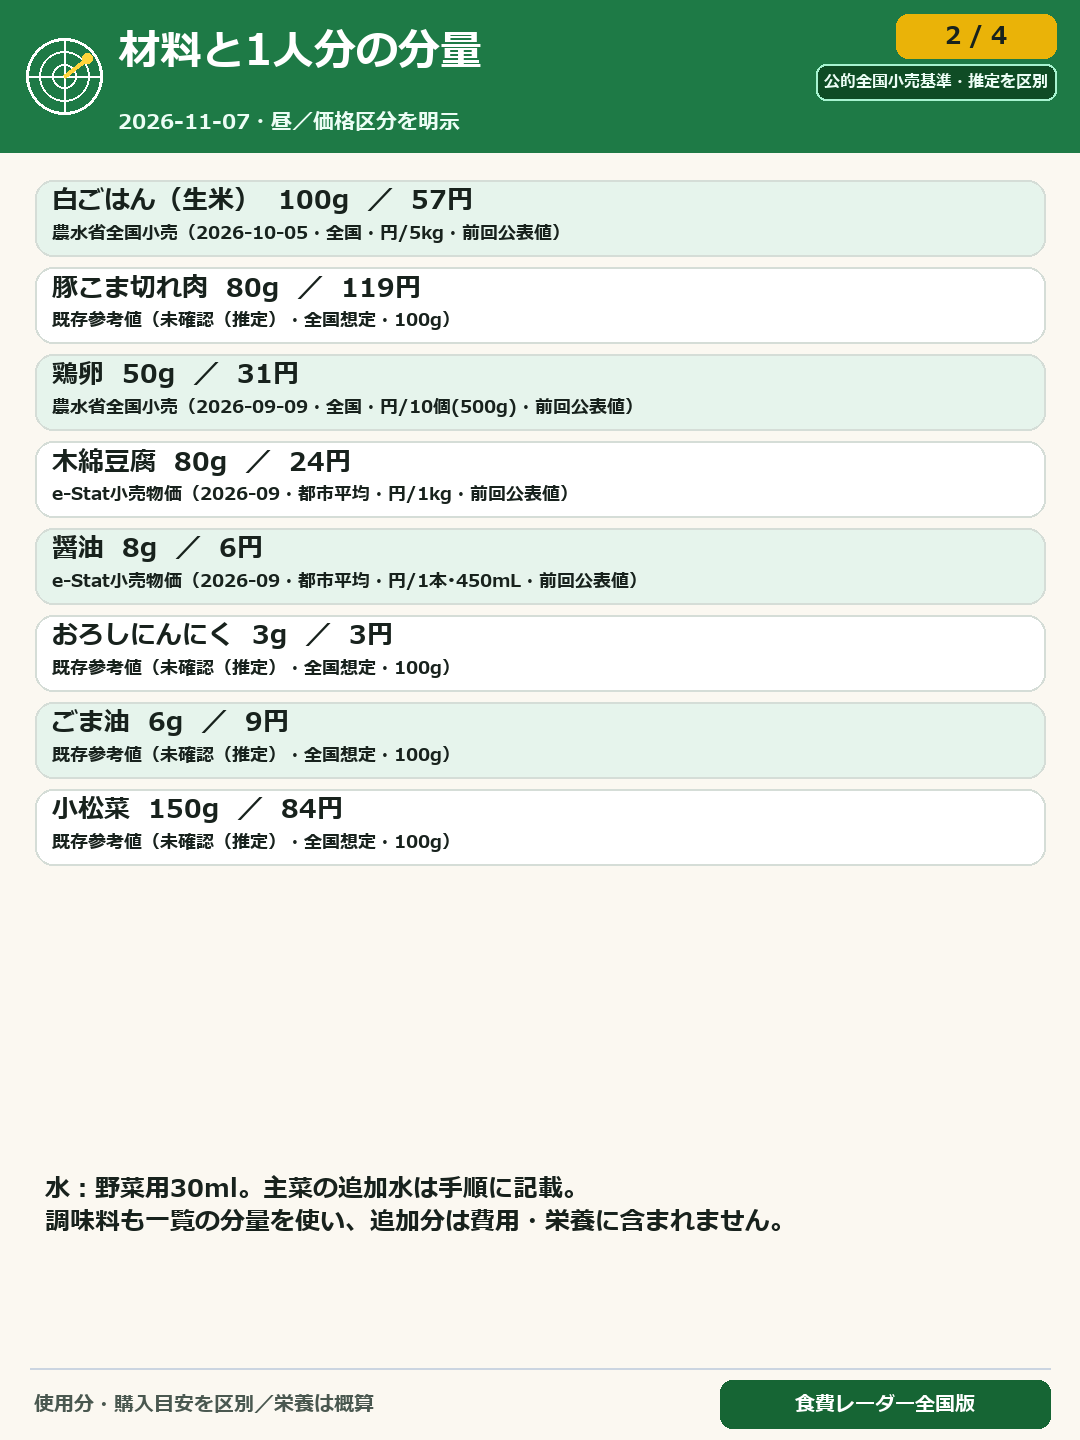 材料と1人分の分量
2 / 4
公的全国小売基準・推定を区別
2026-11-07・昼／価格区分を明示
白ごはん（生米） 100g ／ 57円
農水省全国小売（2026-10-05・全国・円/5kg・前回公表値）
豚こま切れ肉 80g ／ 119円
既存参考値（未確認（推定）・全国想定・100g）
鶏卵 50g ／ 31円
農水省全国小売（2026-09-09・全国・円/10個(500g)・前回公表値）
木綿豆腐 80g ／ 24円
e-Stat小売物価（2026-09・都市平均・円/1kg・前回公表値）
醤油 8g ／ 6円
e-Stat小売物価（2026-09・都市平均・円/1本･450mL・前回公表値）
おろしにんにく 3g ／ 3円
既存参考値（未確認（推定）・全国想定・100g）
ごま油 6g ／ 9円
既存参考値（未確認（推定）・全国想定・100g）
小松菜 150g ／ 84円
既存参考値（未確認（推定）・全国想定・100g）
水：野菜用30ml。主菜の追加水は手順に記載。
調味料も一覧の分量を使い、追加分は費用・栄養に含まれません。
使用分・購入目安を区別／栄養は概算
食費レーダー全国版